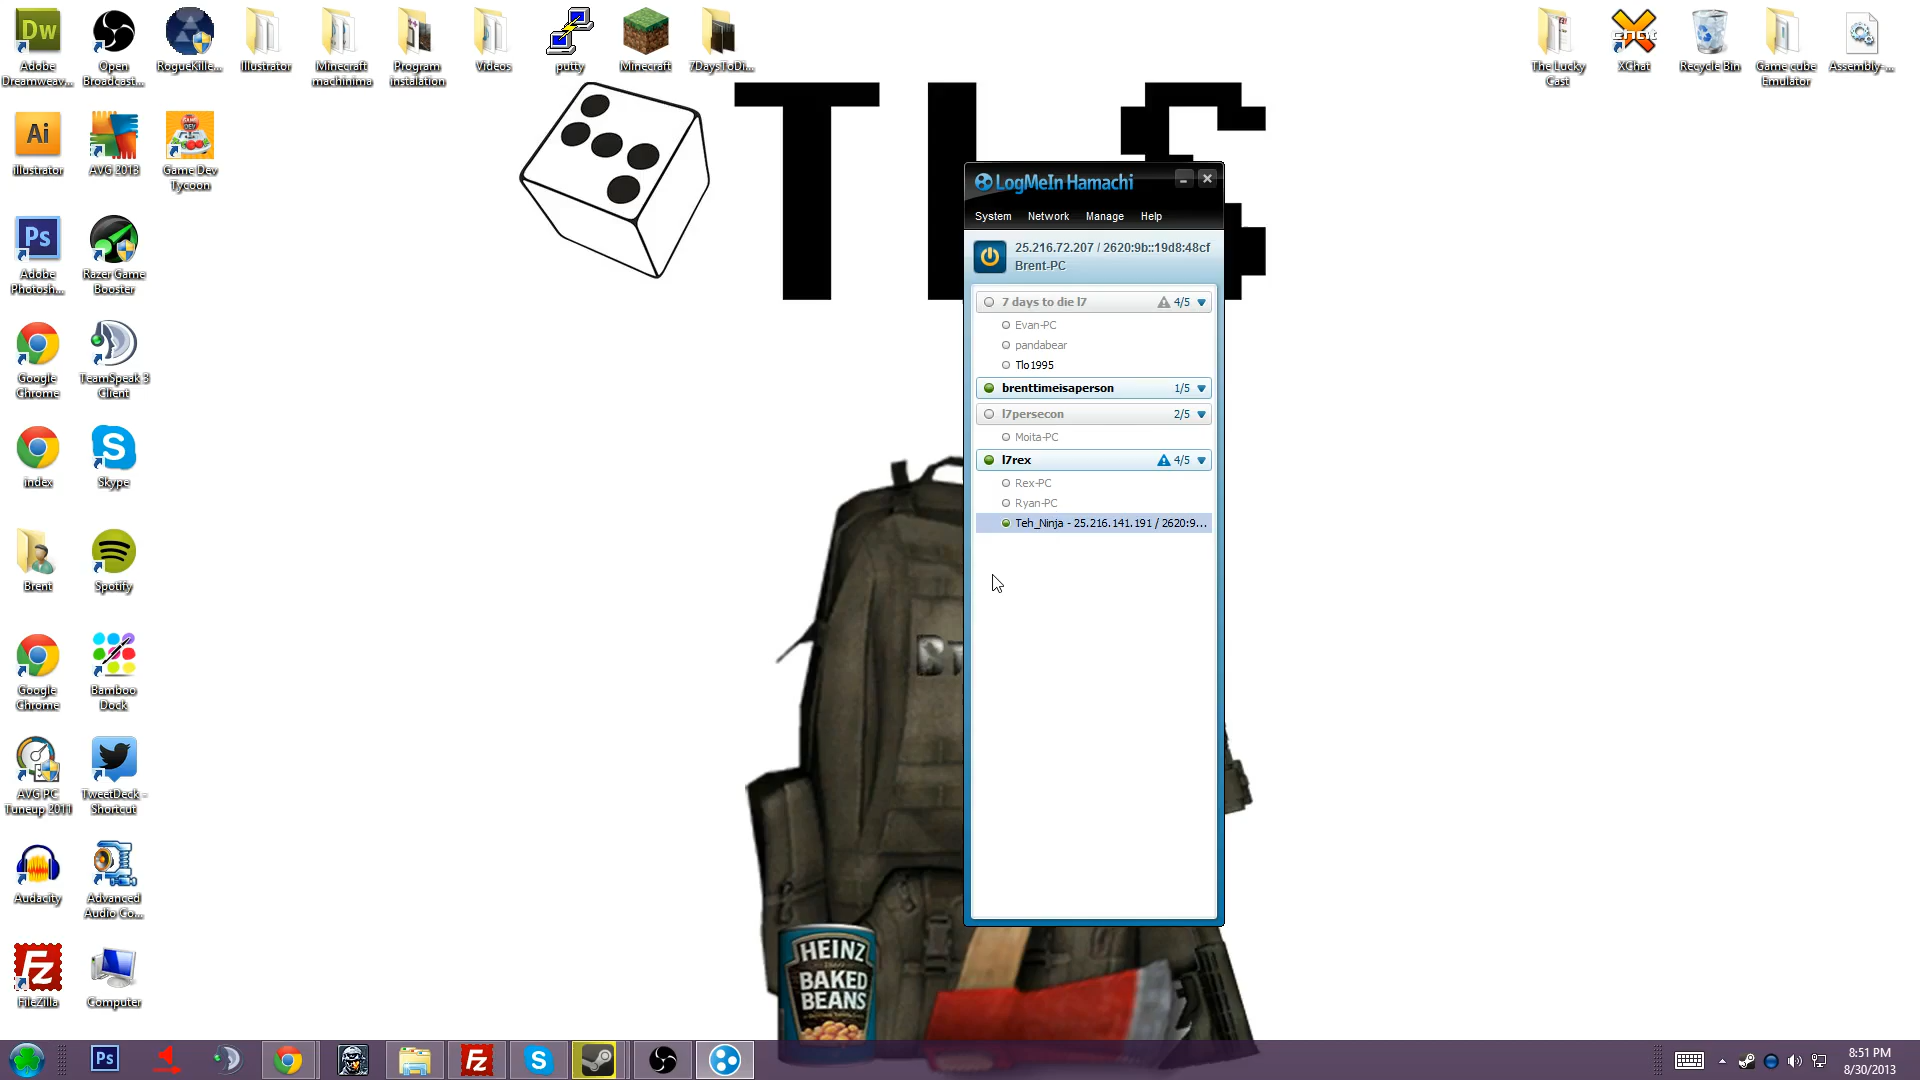 Adobe
Dreamweav...
Open
Broadcast...
RogueKille...
Illustrator
Minecraft
machinima
Program
instalation
Videos
putty
Minecraft
7DaysToDi...
The Lucky
Cast
XChat
Recycle Bin
Game cube
Emulator
Assembly-...
TLS
illustrator
AVG 2013
Game Dev
Tycoon
Adobe
Photosh...
Razer Game
Booster
Google
Chrome
TeamSpeak 3
Client
index
Skype
Brent
Spotify
Google
Chrome
Bamboo
Dock
AVG PC
Tuneup 2011
TweetDeck -
Shortcut
Audacity
Advanced
Audio Co...
FileZilla
Computer
LogMeIn Hamachi
System Network Manage Help
25.216.72.207 / 2620:9b::19d8:48cf
Brent-PC
7 days to die l7 4/5
Evan-PC
pandabear
Tlo1995
brenttimeisaperson 1/5
l7persecon 2/5
Moita-PC
l7rex 4/5
Rex-PC
Ryan-PC
Teh_Ninja - 25.216.141.191 / 2620:9...
HEINZ
BAKED
BEANS
8:51 PM
8/30/2013